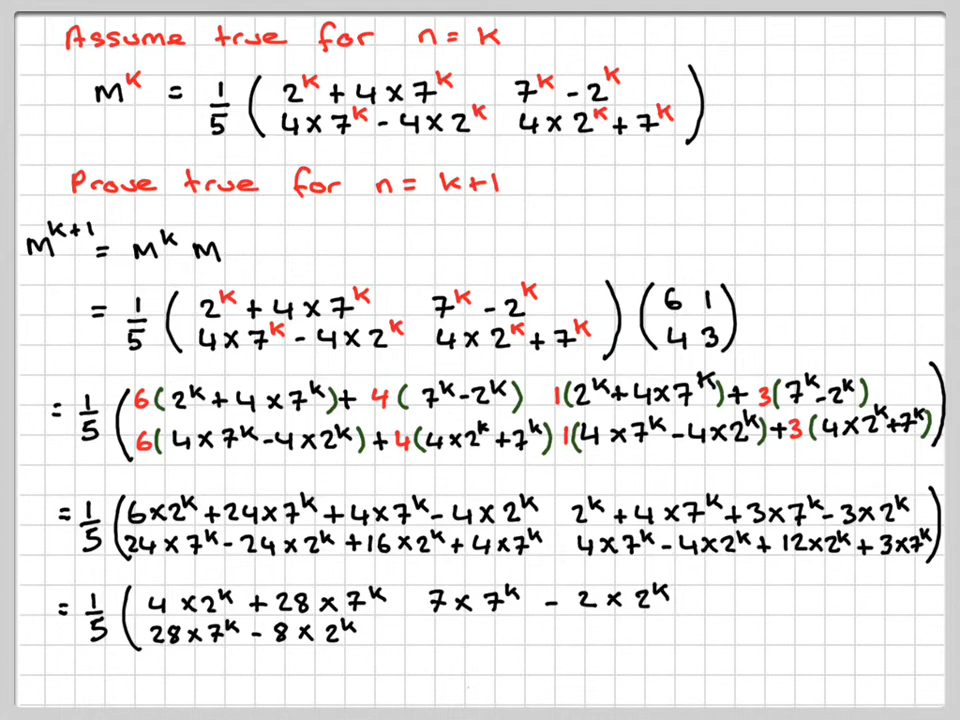 Assume true for n = k
M^k = 1/5 ( 2^k + 4 × 7^k   7^k - 2^k
4 × 7^k - 4 × 2^k   4 × 2^k + 7^k )
Prove true for n = k+1
M^(k+1) = M^k M
= 1/5 ( 2^k + 4 × 7^k   7^k - 2^k ) ( 6 1
4 × 7^k - 4 × 2^k   4 × 2^k + 7^k   4 3 )
= 1/5 ( 6(2^k + 4 × 7^k) + 4(7^k - 2^k)   1(2^k + 4 × 7^k) + 3(7^k - 2^k)
6(4 × 7^k - 4 × 2^k) + 4(4 × 2^k + 7^k)   1(4 × 7^k - 4 × 2^k) + 3(4 × 2^k + 7^k) )
= 1/5 ( 6 × 2^k + 24 × 7^k + 4 × 7^k - 4 × 2^k   2^k + 4 × 7^k + 3 × 7^k - 3 × 2^k
24 × 7^k - 24 × 2^k + 16 × 2^k + 4 × 7^k   4 × 7^k - 4 × 2^k + 12 × 2^k + 3 × 7^k )
= 1/5 ( 4 × 2^k + 28 × 7^k   7 × 7^k - 2 × 2^k
28 × 7^k - 8 × 2^k